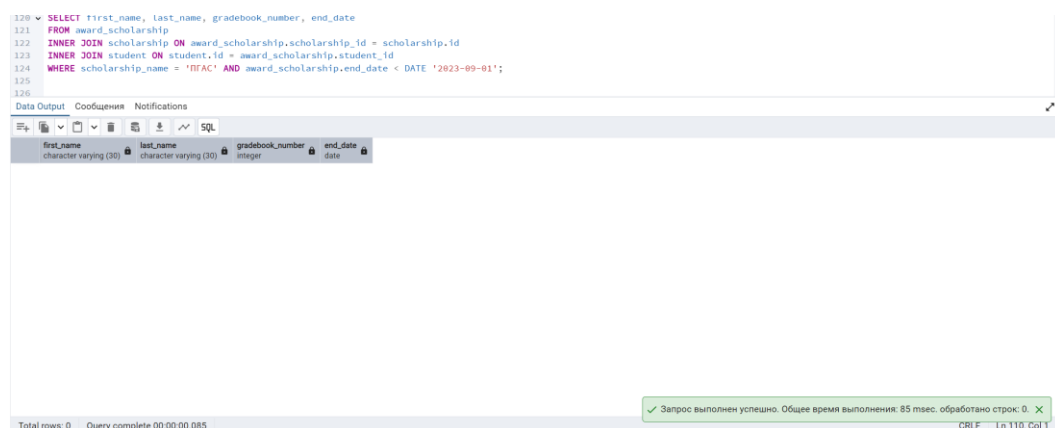 120 SELECT first_name, last_name, gradebook_number, end_date
121 FROM award_scholarship
122 INNER JOIN scholarship ON award_scholarship.scholarship_id = scholarship.id
123 INNER JOIN student ON student.id = award_scholarship.student_id
124 WHERE scholarship_name = 'ПГАС' AND award_scholarship.end_date < DATE '2023-09-01';
125
126
Data Output Сообщения Notifications
SQL
first_name last_name gradebook_number end_date
character varying (30) character varying (30) integer date
Запрос выполнен успешно. Общее время выполнения: 85 msec. обработано строк: 0.
Total rows: 0 Query complete 00:00:00.085 CRLF Ln 110, Col 1